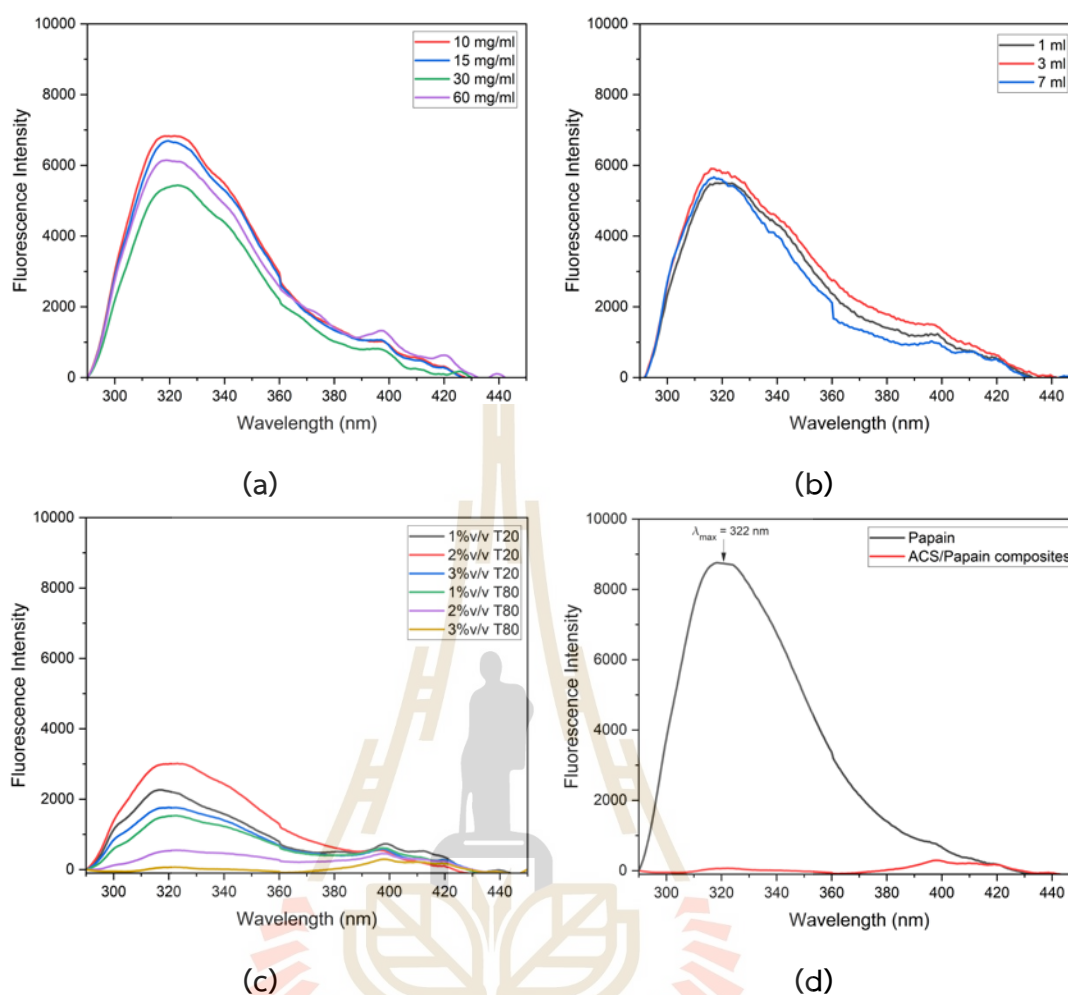 10000
8000
6000
4000
2000
0
Fluorescence Intensity
10 mg/ml
15 mg/ml
30 mg/ml
60 mg/ml
300 320 340 360 380 400 420 440
Wavelength (nm)
(a)
10000
8000
6000
4000
2000
0
Fluorescence Intensity
1 ml
3 ml
7 ml
300 320 340 360 380 400 420 440
Wavelength (nm)
(b)
10000
8000
6000
4000
2000
0
Fluorescence Intensity
1%v/v T20
2%v/v T20
3%v/v T20
1%v/v T80
2%v/v T80
3%v/v T80
300 320 340 360 380 400 420 440
Wavelength (nm)
(c)
10000
8000
6000
4000
2000
0
Fluorescence Intensity
λmax = 322 nm
Papain
ACS/Papain composites
300 320 340 360 380 400 420 440
Wavelength (nm)
(d)